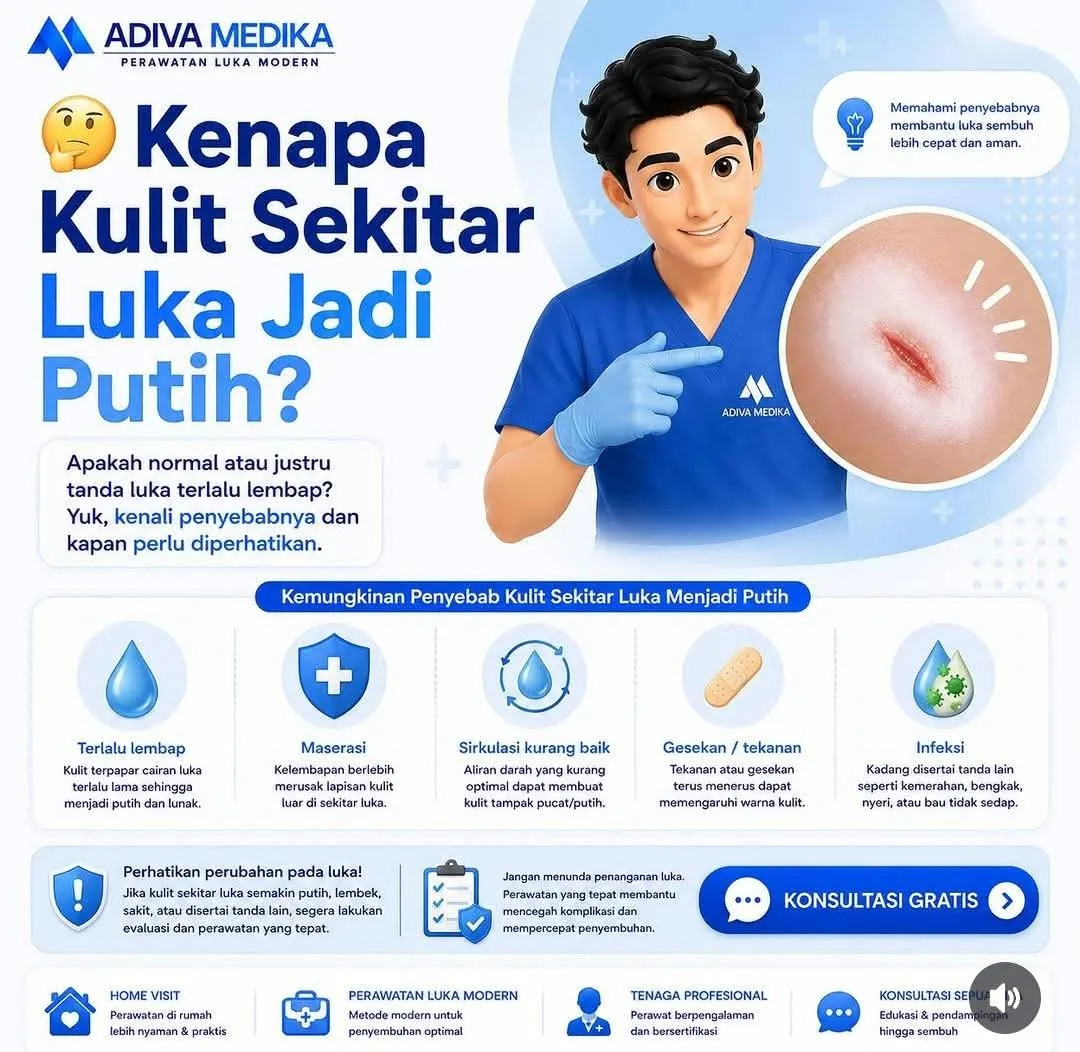 ADIVA MEDIKA
PERAWATAN LUKA MODERN
Kenapa
Kulit Sekitar
Luka Jadi
Putih?
Memahami penyebabnya
membantu luka sembuh
lebih cepat dan aman.
ADIVA MEDIKA
Apakah normal atau justru
tanda luka terlalu lembap?
Yuk, kenali penyebabnya dan
kapan perlu diperhatikan.
Kemungkinan Penyebab Kulit Sekitar Luka Menjadi Putih
Terlalu lembap
Kulit terpapar cairan luka
terlalu lama sehingga
menjadi putih dan lunak.
Maserasi
Kelembapan berlebih
merusak lapisan kulit
luar di sekitar luka.
Sirkulasi kurang baik
Aliran darah yang kurang
optimal dapat membuat
kulit tampak pucat/putih.
Gesekan / tekanan
Tekanan atau gesekan
terus menerus dapat
memengaruhi warna kulit.
Infeksi
Kadang disertai tanda lain
seperti kemerahan, bengkak,
nyeri, atau bau tidak sedap.
Perhatikan perubahan pada luka!
Jika kulit sekitar luka semakin putih, lembek,
sakit, atau disertai tanda lain, segera lakukan
evaluasi dan perawatan yang tepat.
Jangan menunda penanganan luka.
Perawatan yang tepat membantu
mencegah komplikasi dan
mempercepat penyembuhan.
KONSULTASI GRATIS
HOME VISIT
Perawatan di rumah
lebih nyaman & praktis
PERAWATAN LUKA MODERN
Metode modern untuk
penyembuhan optimal
TENAGA PROFESIONAL
Perawat berpengalaman
dan bersertifikasi
KONSULTASI
Edukasi & pendampingan
hingga sembuh